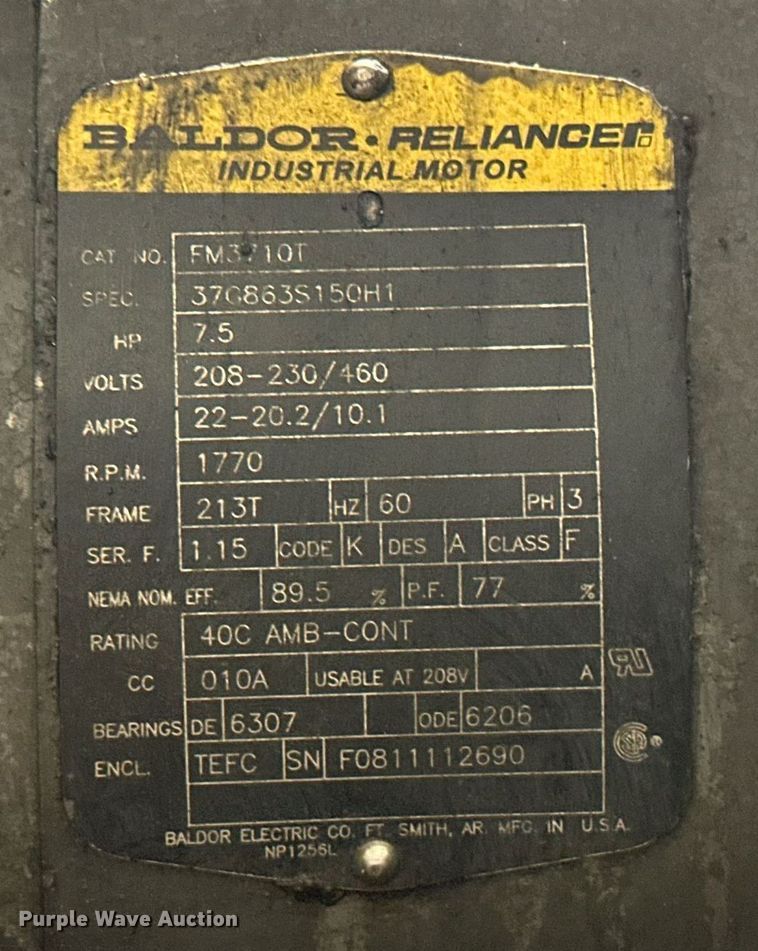 BALDOR • RELIANCER
INDUSTRIAL MOTOR
CAT NO. FM3710T
SPEC. 37G863S150H1
HP 7.5
VOLTS 208-230/460
AMPS 22-20.2/10.1
R.P.M. 1770
FRAME 213T HZ 60 PH 3
SER. F. 1.15 CODE K DES A CLASS F
NEMA NOM. EFF. 89.5 % P.F. 77 %
RATING 40C AMB-CONT
CC 010A USABLE AT 208V A
BEARINGS DE 6307 ODE 6206
ENCL. TEFC SN F0811112690
BALDOR ELECTRIC CO. FT. SMITH, AR. MFG. IN U.S.A.
NP1256L
Purple Wave Auction